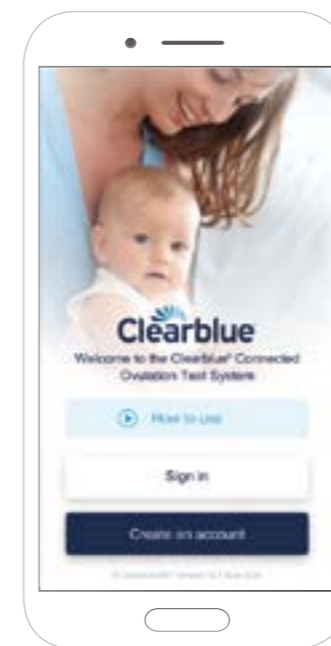 Clearblue
Welcome to the Clearblue® Connected
Ovulation Test System
How to use
Sign in
Create an account